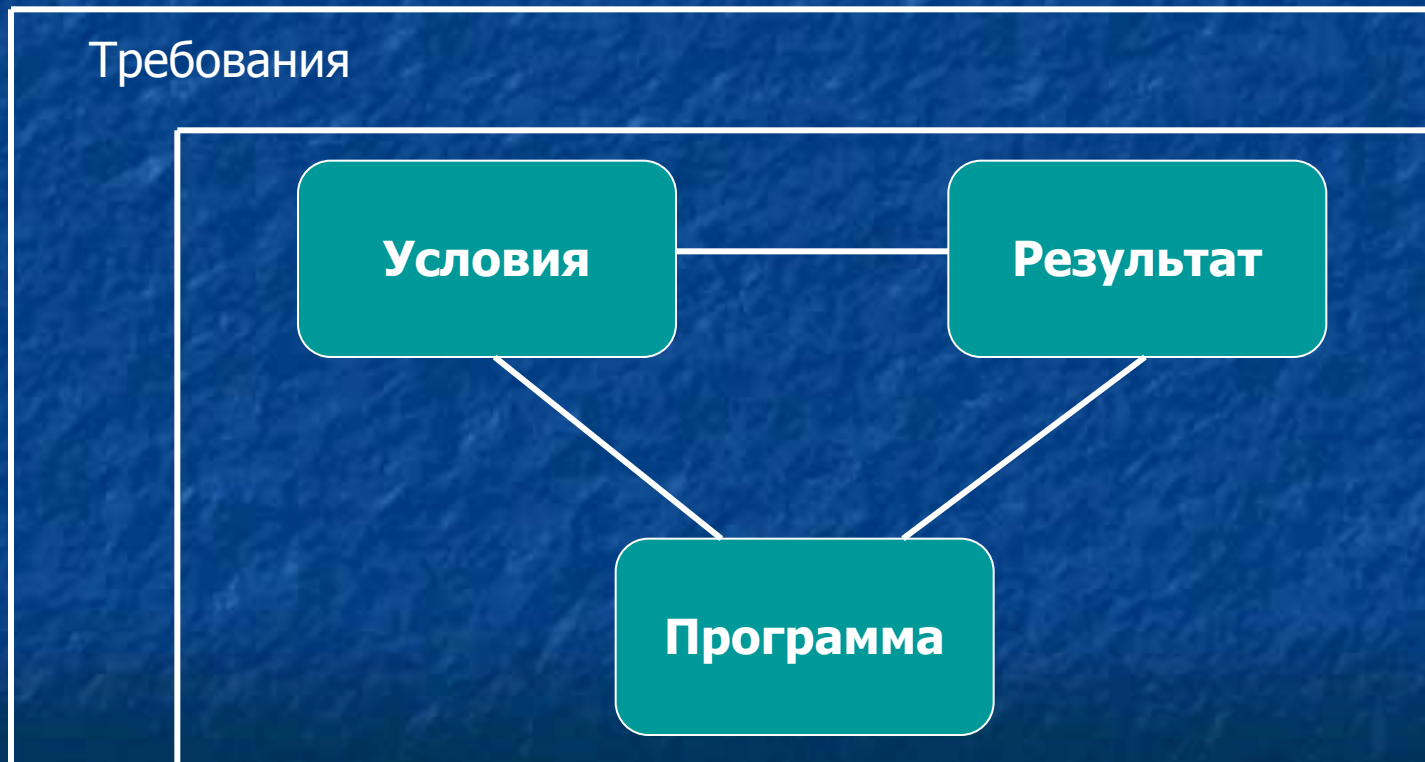 Требования
Условия
Результат
Программа